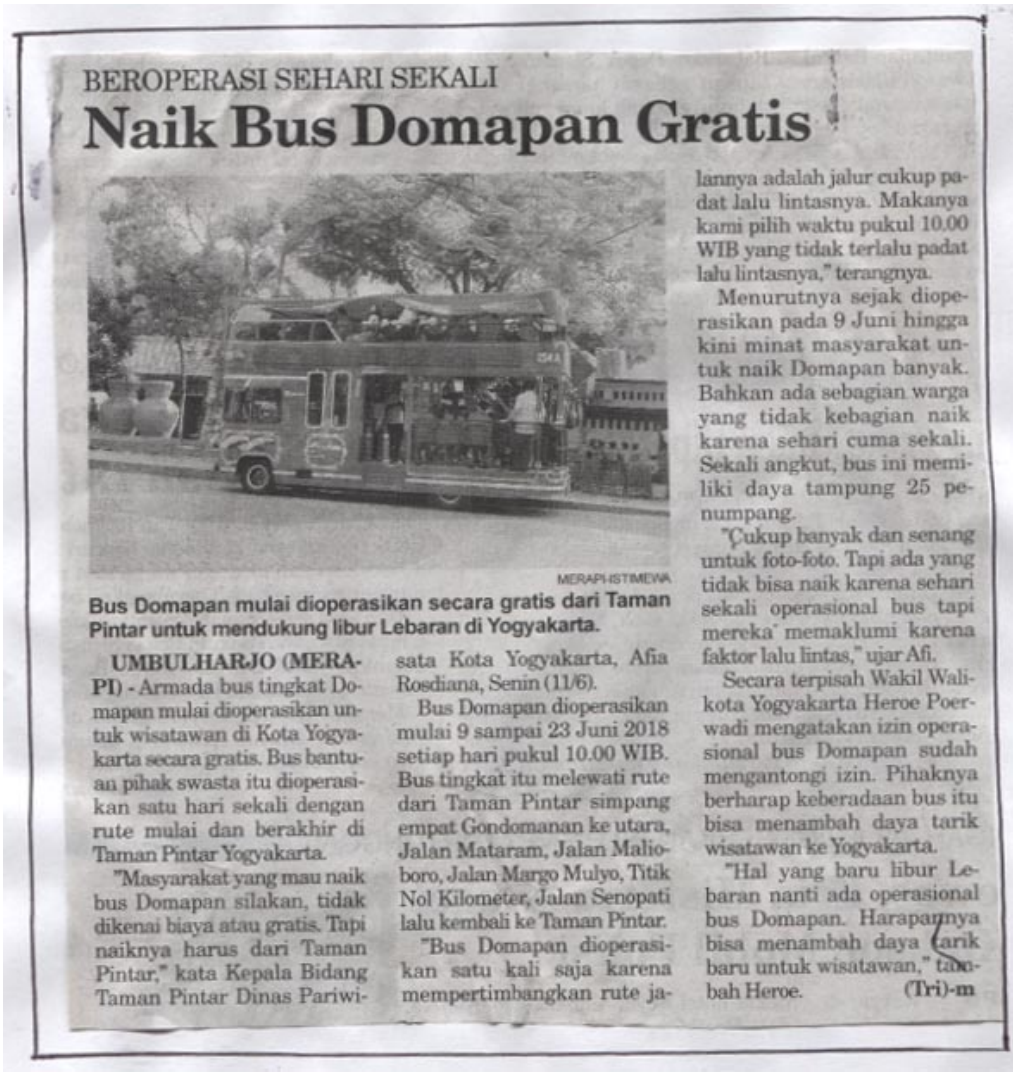 BEROPERASI SEHARI SEKALI
Naik Bus Domapan Gratis
MERAPI-ISTIMEWA
Bus Domapan mulai dioperasikan secara gratis dari Taman
Pintar untuk mendukung libur Lebaran di Yogyakarta.
UMBULHARJO (MERA-
PI) - Armada bus tingkat Do-
mapan mulai dioperasikan un-
tuk wisatawan di Kota Yogya-
karta secara gratis. Bus bantu-
an pihak swasta itu dioperasi-
kan satu hari sekali dengan
rute mulai dan berakhir di
Taman Pintar Yogyakarta.
"Masyarakat yang mau naik
bus Domapan silakan, tidak
dikenai biaya atau gratis. Tapi
naiknya harus dari Taman
Pintar," kata Kepala Bidang
Taman Pintar Dinas Pariwi-
sata Kota Yogyakarta, Afia
Rosdiana, Senin (11/6).
Bus Domapan dioperasikan
mulai 9 sampai 23 Juni 2018
setiap hari pukul 10.00 WIB.
Bus tingkat itu melewati rute
dari Taman Pintar simpang
empat Gondomanan ke utara,
Jalan Mataram, Jalan Malio-
boro, Jalan Margo Mulyo, Titik
Nol Kilometer, Jalan Senopati
lalu kembali ke Taman Pintar.
"Bus Domapan dioperasi-
kan satu kali saja karena
mempertimbangkan rute ja-
lannya adalah jalur cukup pa-
dat lalu lintasnya. Makanya
kami pilih waktu pukul 10.00
WIB yang tidak terlalu padat
lalu lintasnya," terangnya.
Menurutnya sejak diope-
rasikan pada 9 Juni hingga
kini minat masyarakat un-
tuk naik Domapan banyak.
Bahkan ada sebagian warga
yang tidak kebagian naik
karena sehari cuma sekali.
Sekali angkut, bus ini memi-
liki daya tampung 25 pe-
numpang.
"Cukup banyak dan senang
untuk foto-foto. Tapi ada yang
tidak bisa naik karena sehari
sekali operasional bus tapi
mereka memaklumi karena
faktor lalu lintas," ujar Afi.
Secara terpisah Wakil Wali-
kota Yogyakarta Heroe Poer-
wadi mengatakan izin opera-
sional bus Domapan sudah
mengantongi izin. Pihaknya
berharap keberadaan bus itu
bisa menambah daya tarik
wisatawan ke Yogyakarta.
"Hal yang baru libur Le-
baran nanti ada operasional
bus Domapan. Harapannya
bisa menambah daya tarik
baru untuk wisatawan," tam-
bah Heroe. (Tri)-m